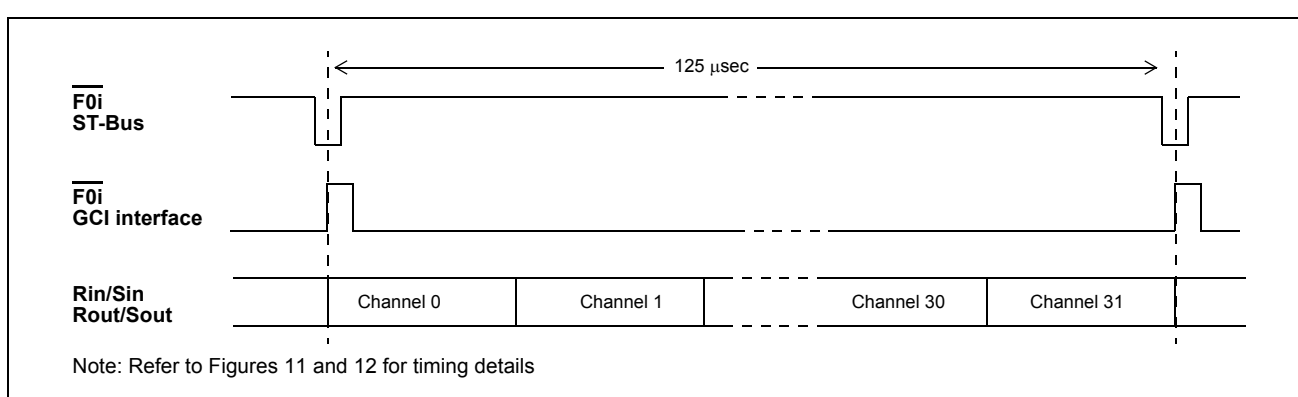 125 μsec
F0i
ST-Bus
F0i
GCI interface
Rin/Sin
Rout/Sout
Channel 0
Channel 1
Channel 30
Channel 31
Note: Refer to Figures 11 and 12 for timing details